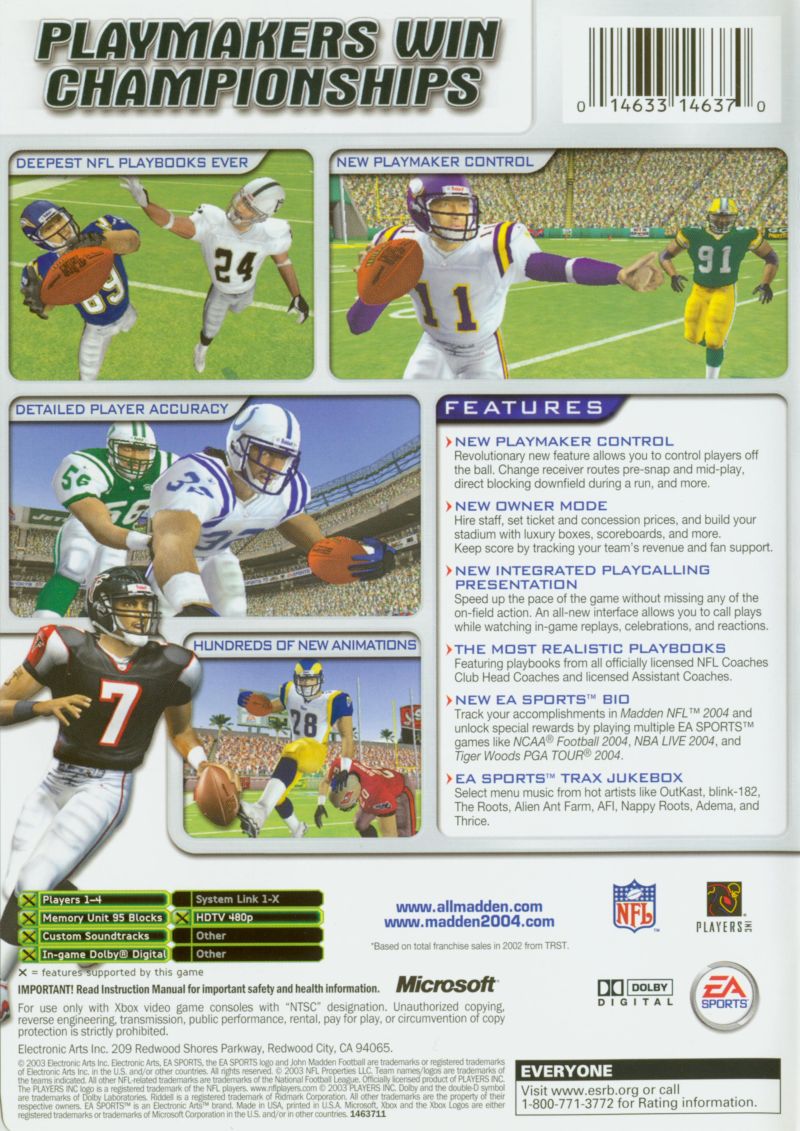 PLAYMAKERS WIN
CHAMPIONSHIPS
0 14633 14637 0
DEEPEST NFL PLAYBOOKS EVER
NEW PLAYMAKER CONTROL
89
24
11
91
DETAILED PLAYER ACCURACY
56
32
JETS
7
HUNDREDS OF NEW ANIMATIONS
28
FEATURES
NEW PLAYMAKER CONTROL
Revolutionary new feature allows you to control players off
the ball. Change receiver routes pre-snap and mid-play,
direct blocking downfield during a run, and more.
NEW OWNER MODE
Hire staff, set ticket and concession prices, and build your
stadium with luxury boxes, scoreboards, and more.
Keep score by tracking your team's revenue and fan support.
NEW INTEGRATED PLAYCALLING
PRESENTATION
Speed up the pace of the game without missing any of the
on-field action. An all-new interface allows you to call plays
while watching in-game replays, celebrations, and reactions.
THE MOST REALISTIC PLAYBOOKS
Featuring playbooks from all officially licensed NFL Coaches
Club Head Coaches and licensed Assistant Coaches.
NEW EA SPORTS™ BIO
Track your accomplishments in Madden NFL™ 2004 and
unlock special rewards by playing multiple EA SPORTS™
games like NCAA® Football 2004, NBA LIVE 2004, and
Tiger Woods PGA TOUR® 2004.
EA SPORTS™ TRAX JUKEBOX
Select menu music from hot artists like OutKast, blink-182,
The Roots, Alien Ant Farm, AFI, Nappy Roots, Adema, and
Thrice.
X Players 1-4
System Link 1-X
X Memory Unit 95 Blocks
X HDTV 480p
X Custom Soundtracks
Other
X In-game Dolby® Digital
Other
X = features supported by this game
www.allmadden.com
www.madden2004.com
*Based on total franchise sales in 2002 from TRST.
NFL
PLAYERS INC
IMPORTANT! Read Instruction Manual for important safety and health information.
Microsoft®
For use only with Xbox video game consoles with "NTSC" designation. Unauthorized copying,
reverse engineering, transmission, public performance, rental, pay for play, or circumvention of copy
protection is strictly prohibited.
DOLBY
DIGITAL
EA
SPORTS™
Electronic Arts Inc. 209 Redwood Shores Parkway, Redwood City, CA 94065.
© 2003 Electronic Arts Inc. Electronic Arts, EA SPORTS, the EA SPORTS logo and John Madden Football are trademarks or registered trademarks
of Electronic Arts Inc. in the U.S. and/or other countries. All rights reserved. © 2003 NFL Properties LLC. Team names/logos are trademarks of
the teams indicated. All other NFL-related trademarks are trademarks of the National Football League. Officially licensed product of PLAYERS INC.
The PLAYERS INC logo is a registered trademark of the NFL players. www.nflplayers.com © 2003 PLAYERS INC. Dolby and the double-D symbol
are trademarks of Dolby Laboratories. Riddell is a registered trademark of Ridmark Corporation. All other trademarks are the property of their
respective owners. EA SPORTS™ is an Electronic Arts™ brand. Made in USA, printed in U.S.A. Microsoft, Xbox and the Xbox Logos are either
registered trademarks or trademarks of Microsoft Corporation in the U.S. and/or in other countries. 1463711
EVERYONE
Visit www.esrb.org or call
1-800-771-3772 for Rating information.